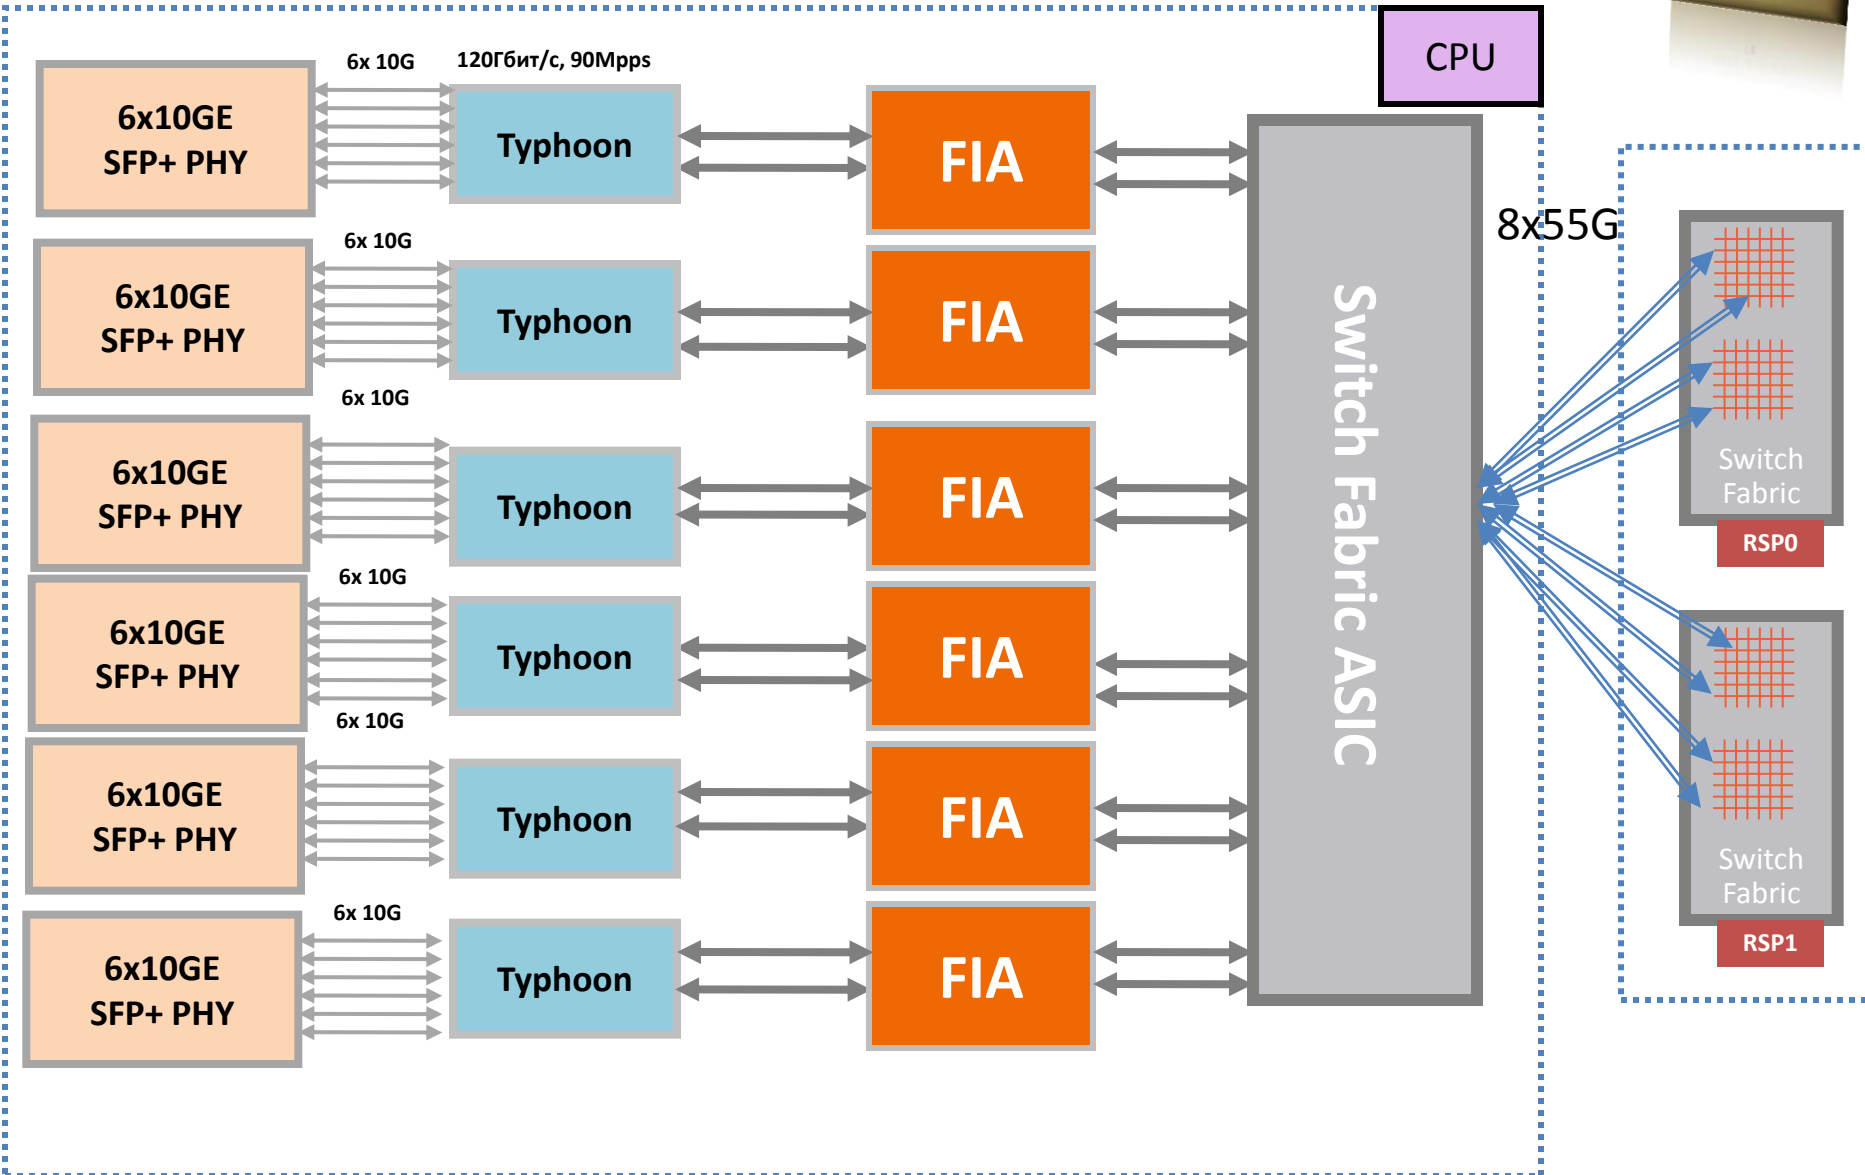 CPU
6x 10G
120Гбит/с, 90Mpps
6x10GE
SFP+ PHY
Typhoon
FIA
8x55G
6x 10G
6x10GE
SFP+ PHY
Typhoon
FIA
6x 10G
6x10GE
SFP+ PHY
Typhoon
FIA
6x 10G
6x10GE
SFP+ PHY
Typhoon
FIA
6x 10G
6x10GE
SFP+ PHY
Typhoon
FIA
6x 10G
6x10GE
SFP+ PHY
Typhoon
FIA
Switch Fabric ASIC
Switch
Fabric
RSP0
Switch
Fabric
RSP1